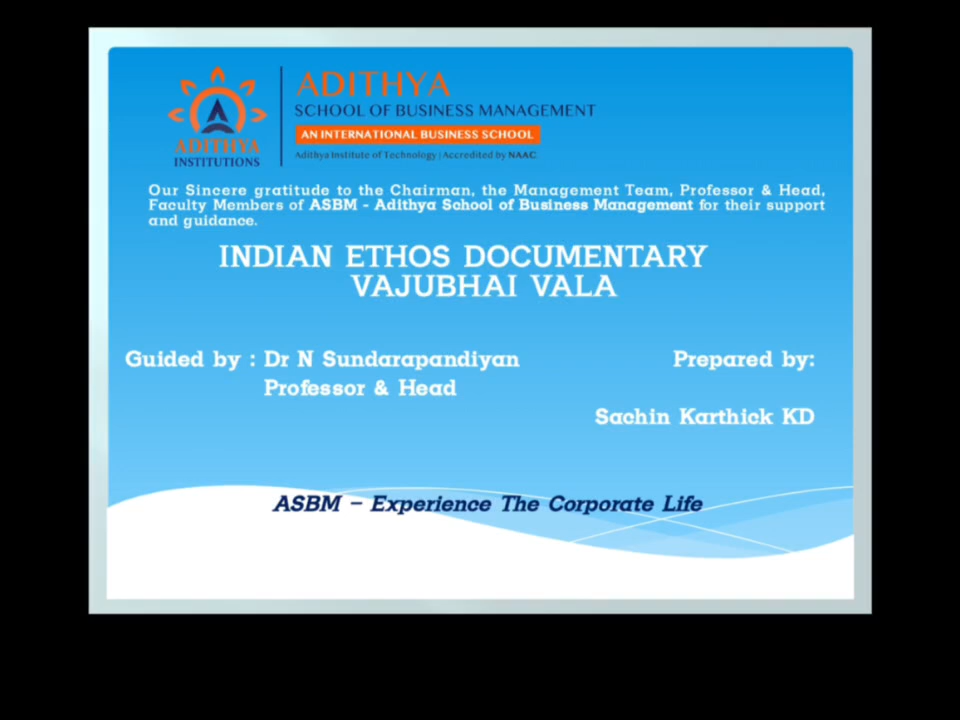 ADITHYA
INSTITUTIONS
ADITHYA
SCHOOL OF BUSINESS MANAGEMENT
AN INTERNATIONAL BUSINESS SCHOOL
Adithya Institute of Technology | Accredited by NAAC
Our Sincere gratitude to the Chairman, the Management Team, Professor & Head,
Faculty Members of ASBM - Adithya School of Business Management for their support
and guidance.
INDIAN ETHOS DOCUMENTARY
VAJUBHAI VALA
Guided by : Dr N Sundarapandiyan
Professor & Head
Prepared by:
Sachin Karthick KD
ASBM – Experience The Corporate Life